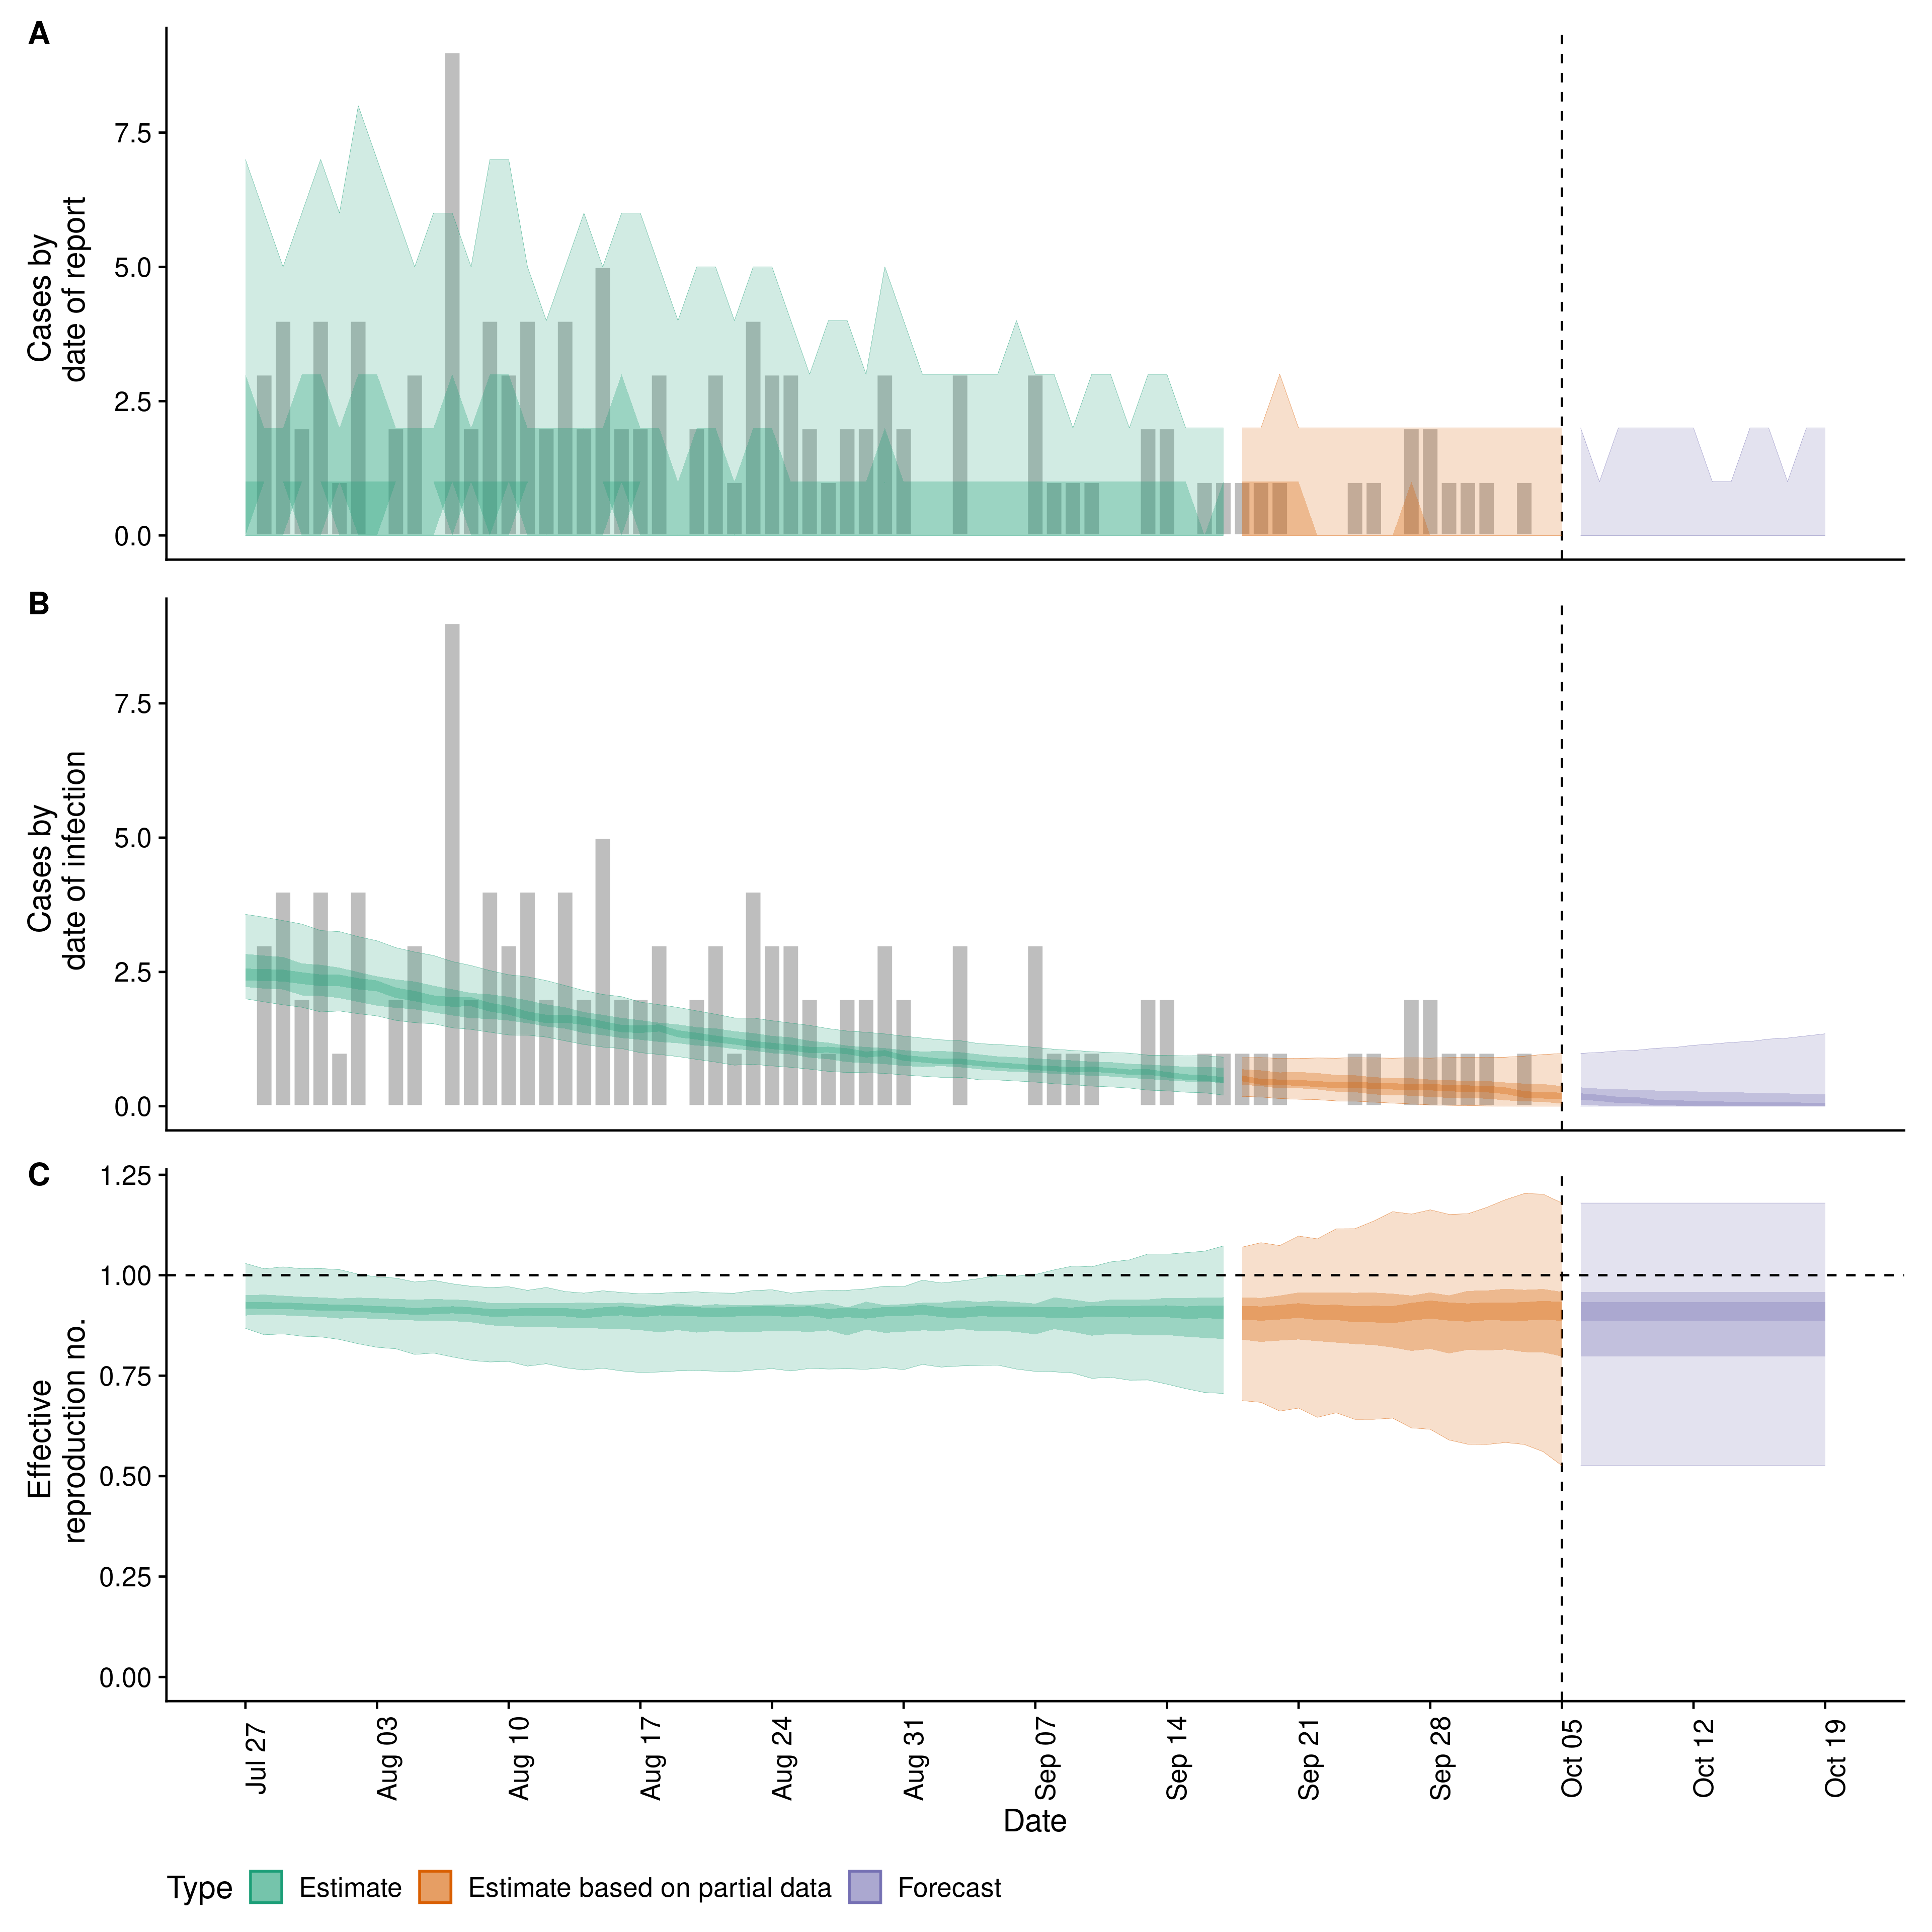 A
Cases by
date of report
7.5
5.0
2.5
0.0
B
Cases by
date of infection
7.5
5.0
2.5
0.0
C
Effective
reproduction no.
1.25
1.00
0.75
0.50
0.25
0.00
Jul 27
Aug 03
Aug 10
Aug 17
Aug 24
Aug 31
Sep 07
Sep 14
Sep 21
Sep 28
Oct 05
Oct 12
Oct 19
Date
Type Estimate Estimate based on partial data Forecast